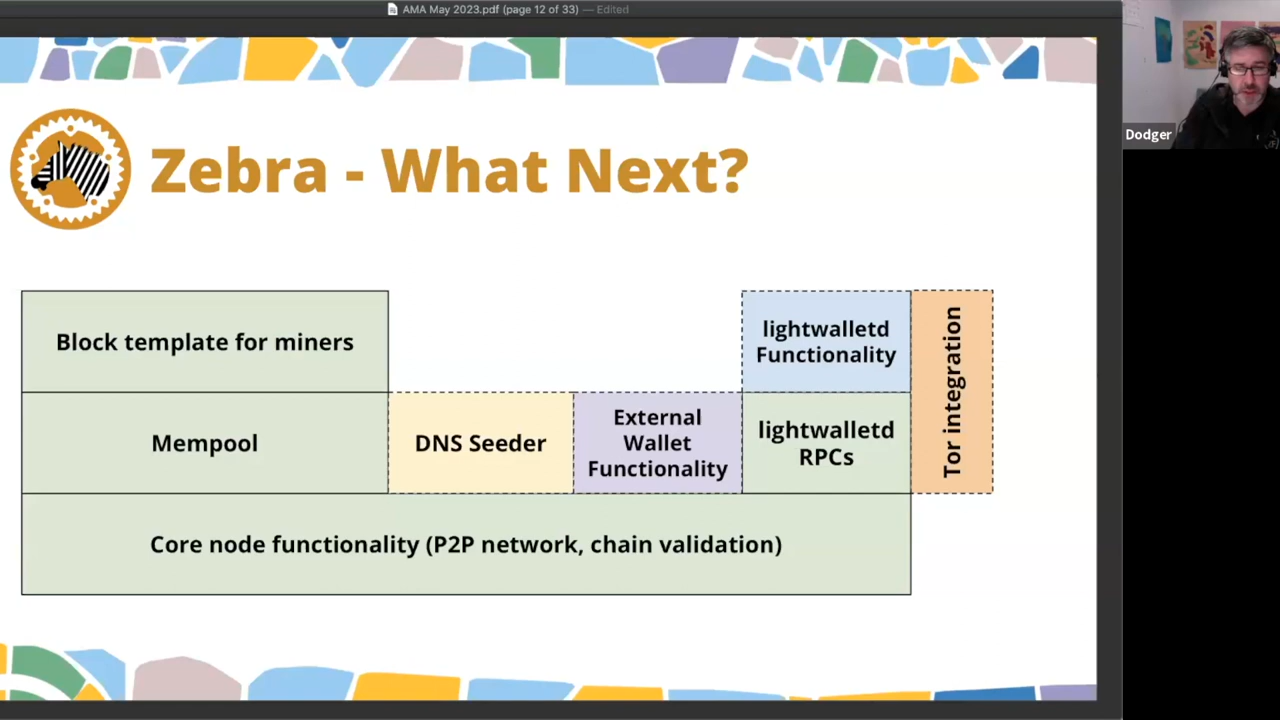 AMA May 2023.pdf (page 12 of 33) — Edited
Dodger
Zebra - What Next?
Block template for miners
lightwalletd
Functionality
Tor integration
Mempool
DNS Seeder
External
Wallet
Functionality
lightwalletd
RPCs
Core node functionality (P2P network, chain validation)